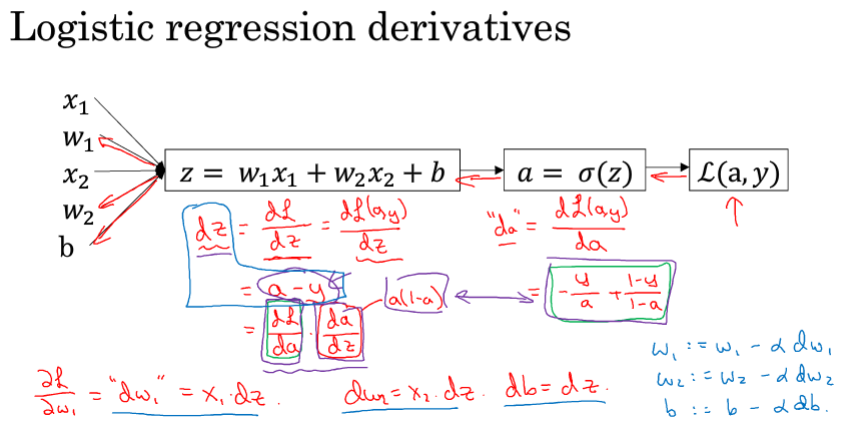 Logistic regression derivatives
x₁
w₁
x₂
w₂
b
z = w₁x₁ + w₂x₂ + b
a = σ(z)
ℒ(a, y)
dz = dℒ/dz = dℒ(a,y)/dz
"da" = dℒ(a,y)/da
= a - y
= -y/a + (1-y)/(1-a)
= dℒ/da · da/dz
a(1-a)
∂ℒ/∂w₁ = "dw₁" = x₁·dz.
dw₂ = x₂·dz.
db = dz.
w₁ := w₁ - α dw₁
w₂ := w₂ - α dw₂
b := b - α db.